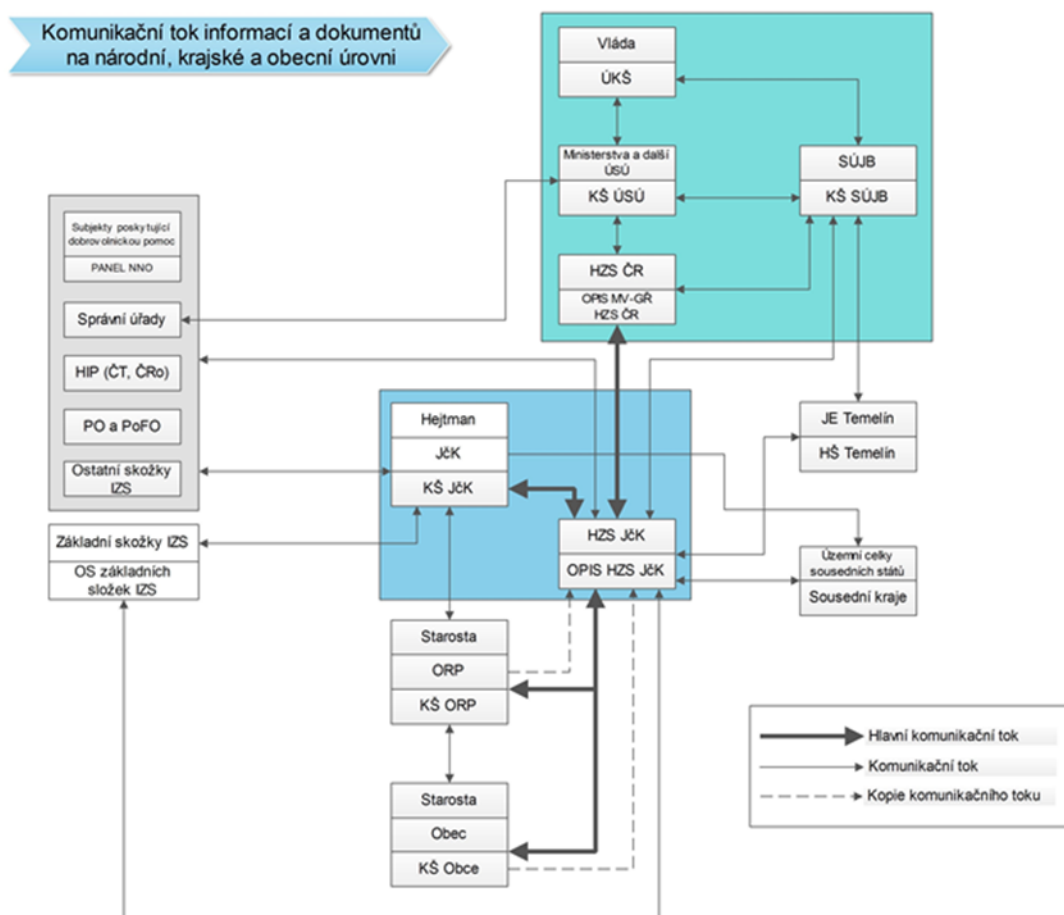 Komunikační tok informací a dokumentů
na národní, krajské a obecní úrovni
Vláda
ÚKŠ
Ministerstva a další
ÚSÚ
KŠ ÚSÚ
SÚJB
KŠ SÚJB
HZS ČR
OPIS MV-GŘ
HZS ČR
Subjekty poskytující
dobrovolnickou pomoc
PANEL NNO
Správní úřady
HIP (ČT, ČRo)
PO a PoFO
Ostatní skožky
IZS
Základní skožky IZS
OS základních
složek IZS
Hejtman
JčK
KŠ JčK
HZS JčK
OPIS HZS JčK
JE Temelín
HŠ Temelín
Územní celky
sousedních států
Sousední kraje
Starosta
ORP
KŠ ORP
Starosta
Obec
KŠ Obce
Hlavní komunikační tok
Komunikační tok
Kopie komunikačního toku